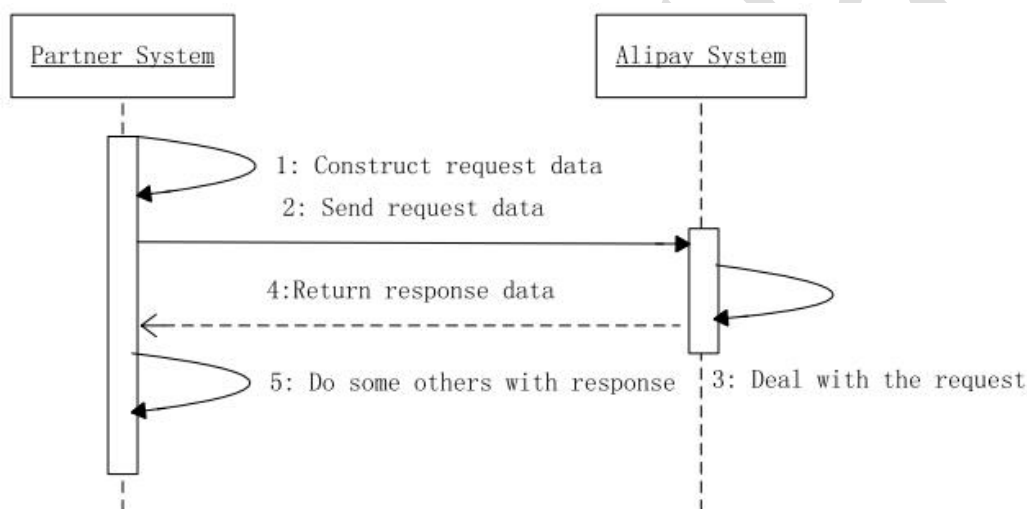 Partner System
Alipay System
1: Construct request data
2: Send request data
4:Return response data
5: Do some others with response
3: Deal with the request